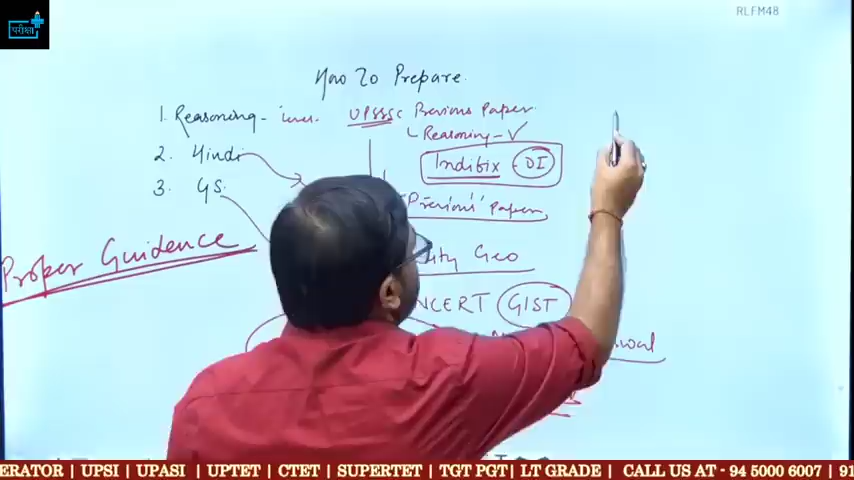 RLFM48
परीक्षा
How To Prepare.
1. Reasoning - UPSSSC Previous Paper.
Reasoning - ✓
2. Hindi
Indibix - DI
3. GS.
Previous' Paper
Proper Guidence
Geo
NCERT GIST
ERATOR | UPSI | UPASI | UPTET | CTET | SUPERTET | TGT PGT| LT GRADE | CALL US AT - 94 5000 6007 | 91